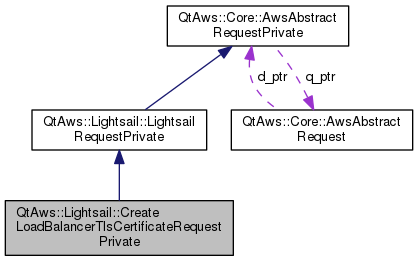 QtAws::Core::AwsAbstract
RequestPrivate
d_ptr
q_ptr
QtAws::Lightsail::Lightsail
RequestPrivate
QtAws::Core::AwsAbstract
Request
QtAws::Lightsail::Create
LoadBalancerTlsCertificateRequest
Private